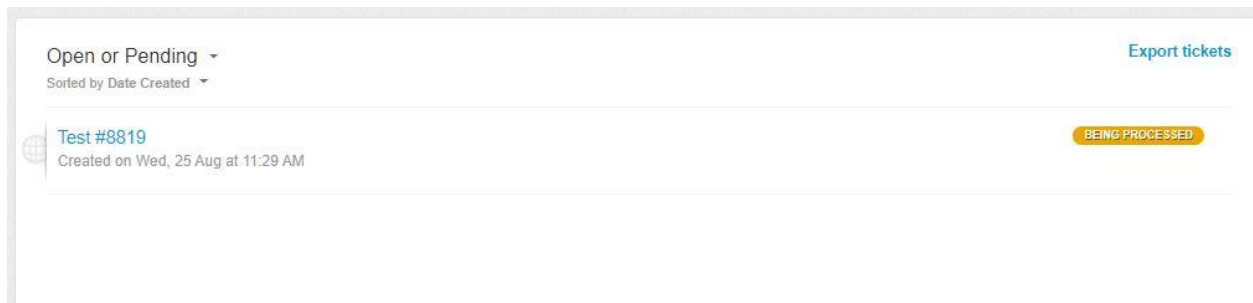 Open or Pending
Export tickets
Sorted by Date Created
Test #8819
BEING PROCESSED
Created on Wed, 25 Aug at 11:29 AM